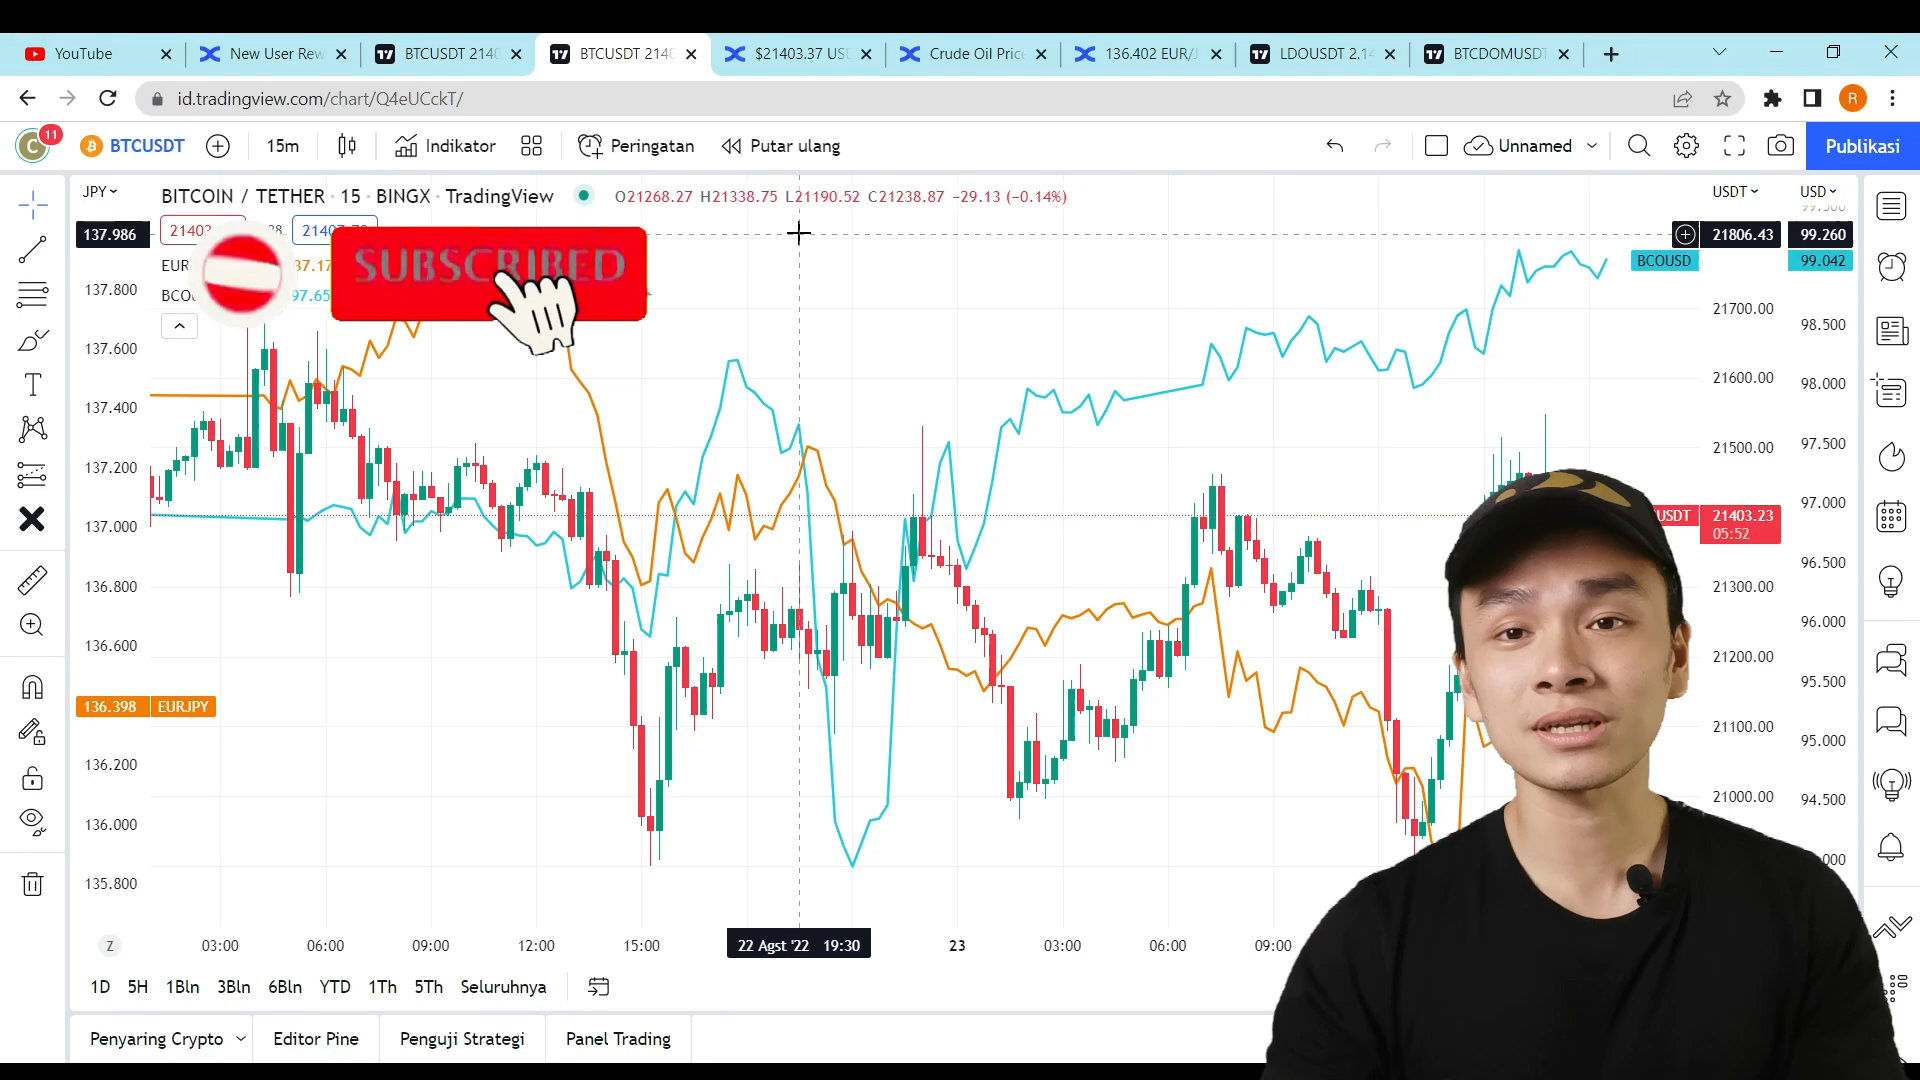 YouTube
New User Rew
BTCUSDT 2140
BTCUSDT 2140
$21403.37 USD
Crude Oil Price
136.402 EUR/J
LDOUSDT 2.14
BTCDOMUSDT
id.tradingview.com/chart/Q4eUCckT/
R
C
11
BTCUSDT
15m
Indikator
Peringatan
Putar ulang
Unnamed
Publikasi
JPY
BITCOIN / TETHER · 15 · BINGX · TradingView
O21268.27 H21338.75 L21190.52 C21238.87 −29.13 (−0.14%)
USDT
USD
137.986
21806.43
99.260
SUBSCRIBED
BCOUSD
99.042
137.800
137.600
137.400
137.200
137.000
136.800
136.600
136.398 EURJPY
136.200
136.000
135.800
21700.00
21600.00
21500.00
USDT
21403.23
05:52
21300.00
21200.00
21100.00
21000.00
98.500
98.000
97.500
97.000
96.500
96.000
95.500
95.000
94.500
Z
03:00
06:00
09:00
12:00
15:00
22 Agst '22 19:30
23
03:00
06:00
09:00
1D 5H 1Bln 3Bln 6Bln YTD 1Th 5Th Seluruhnya
Penyaring Crypto
Editor Pine
Penguji Strategi
Panel Trading